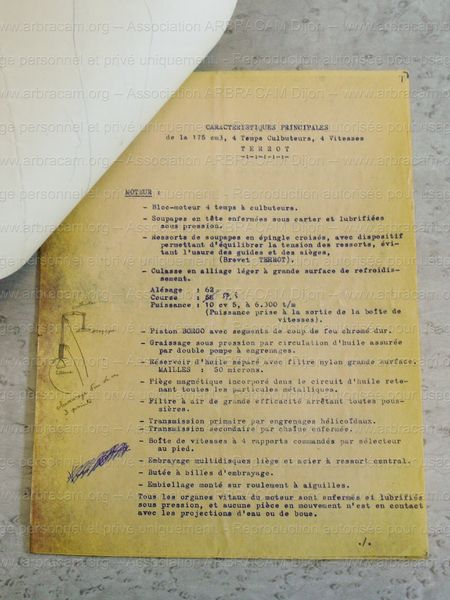 CARACTERISTIQUES PRINCIPALES
de la 175 cm3, 4 Temps Culbuteurs, 4 Vitesses
T E R R O T
MOTEUR :
- Bloc-moteur 4 temps à culbuteurs.
- Soupapes en tête enfermées sous carter et lubrifiées
sous pression.
- Ressorts de soupapes en épingle croisés, avec dispositif
permettant d'équilibrer la tension des ressorts, évi-
tant l'usure des guides et des sièges,
(Brevet TERROT).
- Culasse en alliage léger à grande surface de refroidis-
sement.
Alésage : 62
Course :
Puissance : 10 cv 5, à 6.300 t/m
(Puissance prise à la sortie de la boîte de
vitesses).
- Piston BORGO avec segments de coup de feu chromé dur.
- Graissage sous pression par circulation d'huile assurée
par double pompe à engrenages.
- Réservoir d'huile séparé avec filtre nylon grande surface.
MAILLES : 50 microns.
- Piège magnétique incorporé dans le circuit d'huile rete-
nant toutes les particules métalliques.
- Filtre à air de grande efficacité arrêtant toutes pous-
sières.
- Transmission primaire par engrenages hélicoïdaux.
- Transmission secondaire par chaîne enfermée.
- Boîte de vitesses à 4 rapports commandés par sélecteur
au pied.
- Embrayage multidisques liège et acier à ressort central.
- Butée à billes d'embrayage.
- Embiellage monté sur roulement à aiguilles.
Tous les organes vitaux du moteur sont enfermés et lubrifiés
sous pression, et aucune pièce en mouvement n'est en contact
avec les projections d'eau ou de boue.
./.
www.arbracam.org – Association ARBRACAM Dijon –